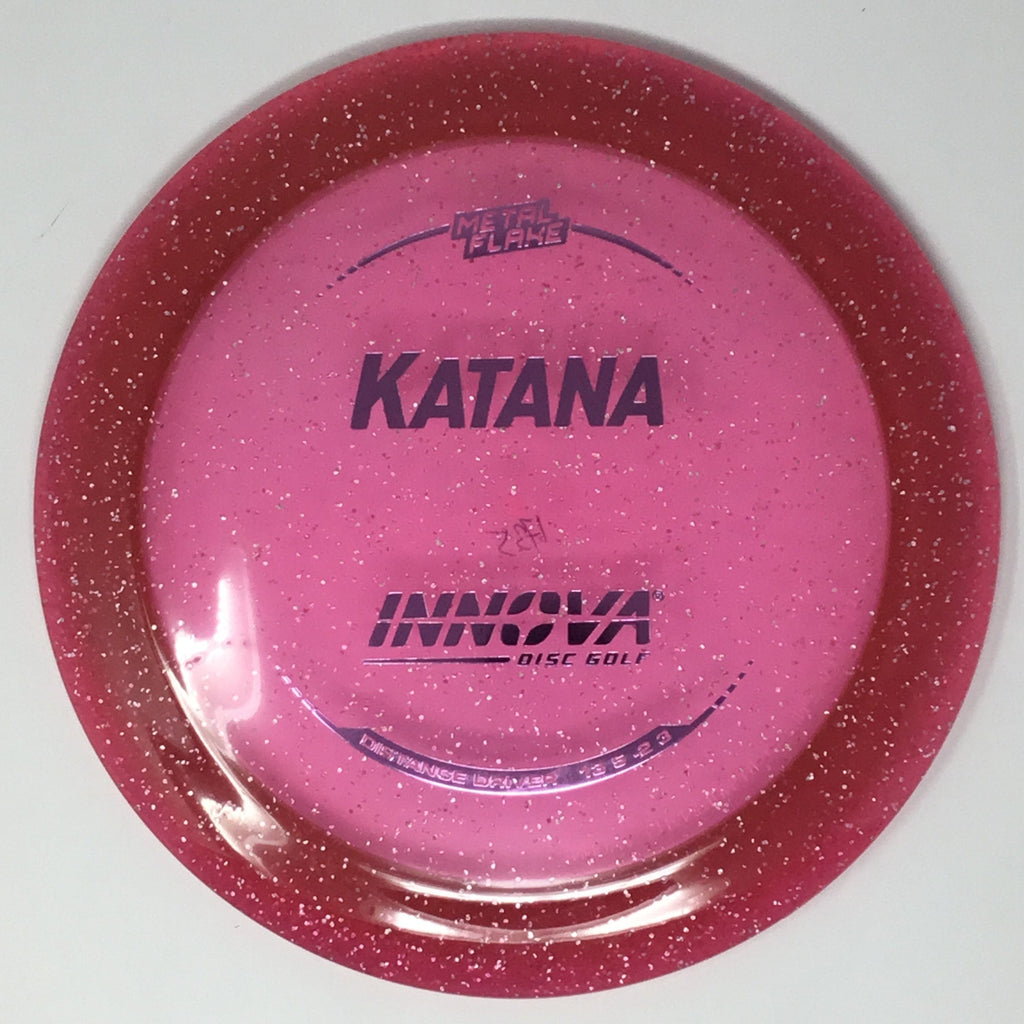 METAL
FLAKE
KATANA
INNOVA®
DISC GOLF
DISTANCE DRIVER 13 5 -2 3